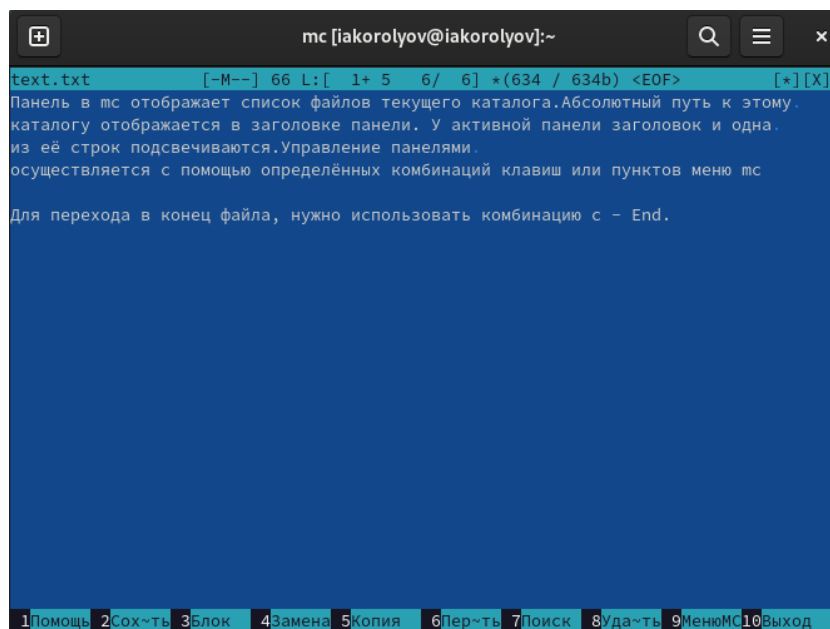 mc [iakorolyov@iakorolyov]:~
text.txt [-M--] 66 L:[ 1+ 5 6/ 6] *(634 / 634b) <EOF> [*][X]
Панель в mc отображает список файлов текущего каталога.Абсолютный путь к этому.
каталогу отображается в заголовке панели. У активной панели заголовок и одна.
из её строк подсвечиваются.Управление панелями.
осуществляется с помощью определённых комбинаций клавиш или пунктов меню mc
Для перехода в конец файла, нужно использовать комбинацию c – End.
1Помощь 2Сох~ть 3Блок 4Замена 5Копия 6Пер~ть 7Поиск 8Уда~ть 9МенюMC 10Выход